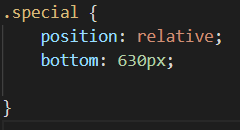 .special {
    position: relative;
    bottom: 630px;
}